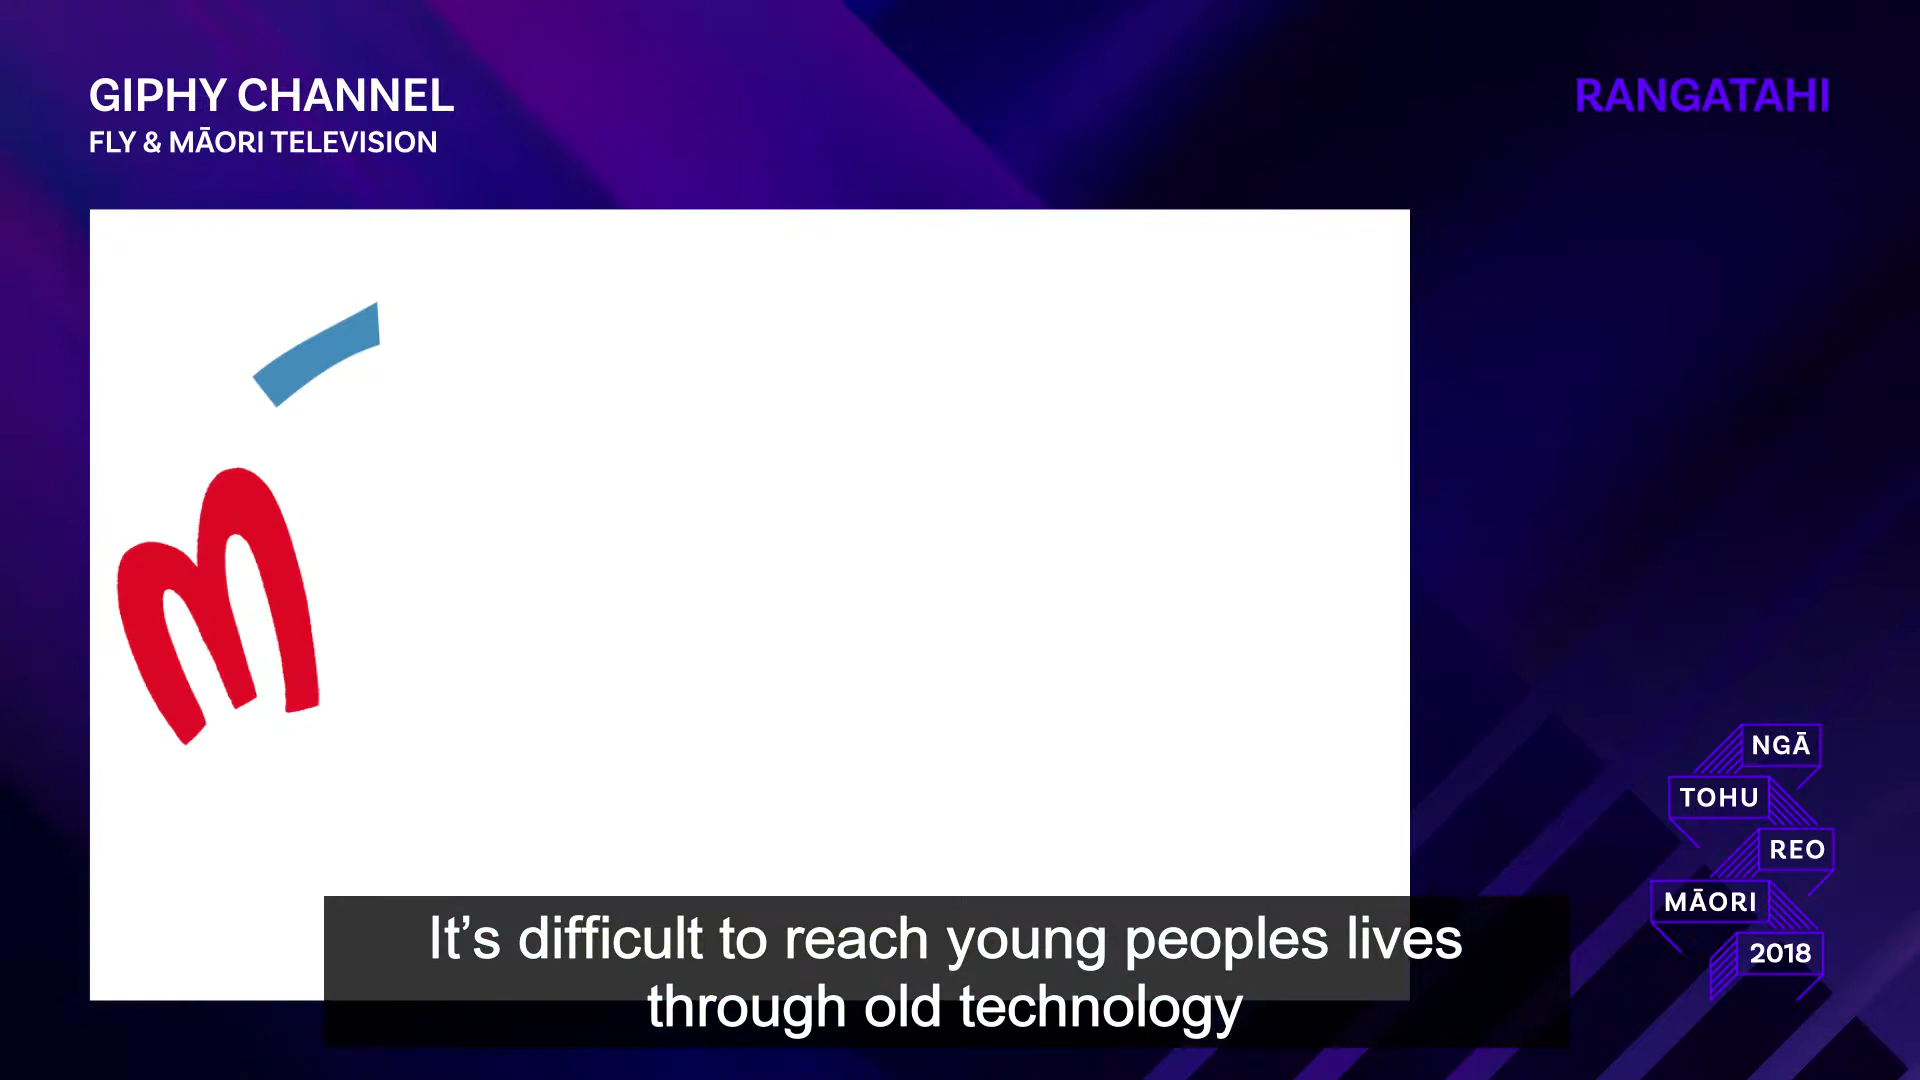 GIPHY CHANNEL
FLY & MĀORI TELEVISION
RANGATAHI
m
NGĀ
TOHU
REO
MĀORI
2018
It’s difficult to reach young peoples lives
through old technology